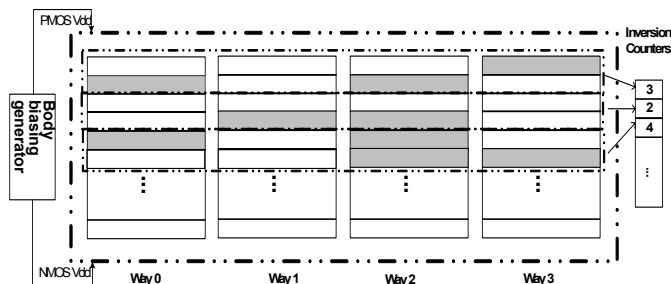 PMOS Vdd
Inversion
Counters
Body
biasing
generator
3
2
4
...
NMOS Vdd
Way 0
Way 1
Way 2
Way 3